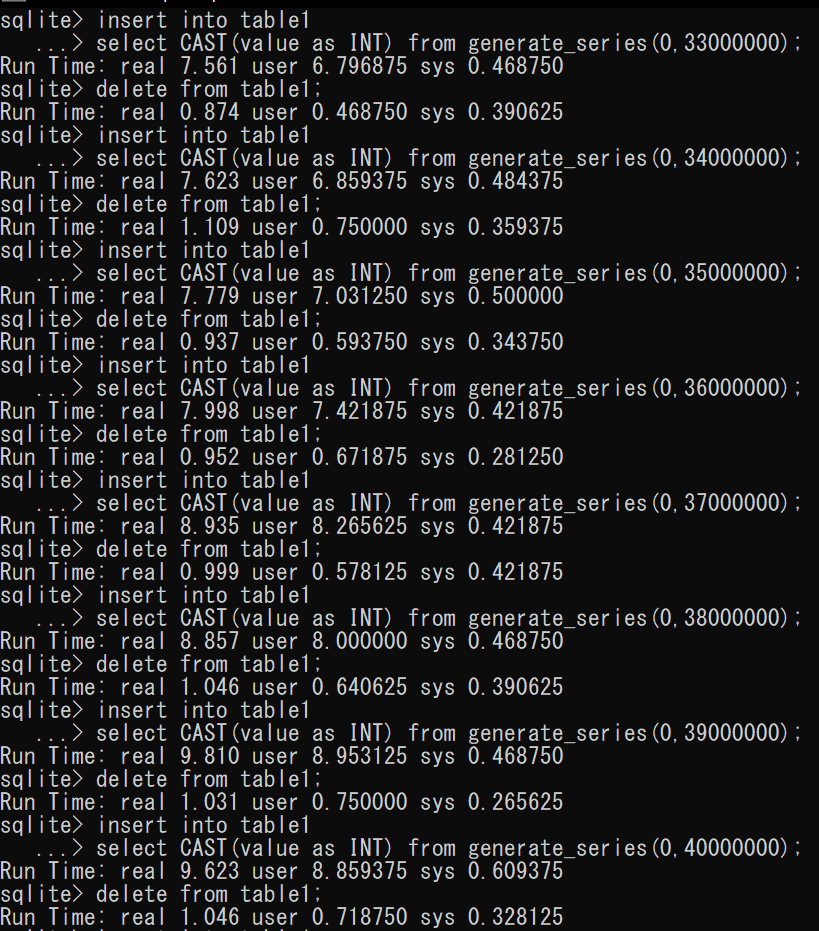 sqlite> insert into table1
   ...> select CAST(value as INT) from generate_series(0,33000000);
Run Time: real 7.561 user 6.796875 sys 0.468750
sqlite> delete from table1;
Run Time: real 0.874 user 0.468750 sys 0.390625
sqlite> insert into table1
   ...> select CAST(value as INT) from generate_series(0,34000000);
Run Time: real 7.623 user 6.859375 sys 0.484375
sqlite> delete from table1;
Run Time: real 1.109 user 0.750000 sys 0.359375
sqlite> insert into table1
   ...> select CAST(value as INT) from generate_series(0,35000000);
Run Time: real 7.779 user 7.031250 sys 0.500000
sqlite> delete from table1;
Run Time: real 0.937 user 0.593750 sys 0.343750
sqlite> insert into table1
   ...> select CAST(value as INT) from generate_series(0,36000000);
Run Time: real 7.998 user 7.421875 sys 0.421875
sqlite> delete from table1;
Run Time: real 0.952 user 0.671875 sys 0.281250
sqlite> insert into table1
   ...> select CAST(value as INT) from generate_series(0,37000000);
Run Time: real 8.935 user 8.265625 sys 0.421875
sqlite> delete from table1;
Run Time: real 0.999 user 0.578125 sys 0.421875
sqlite> insert into table1
   ...> select CAST(value as INT) from generate_series(0,38000000);
Run Time: real 8.857 user 8.000000 sys 0.468750
sqlite> delete from table1;
Run Time: real 1.046 user 0.640625 sys 0.390625
sqlite> insert into table1
   ...> select CAST(value as INT) from generate_series(0,39000000);
Run Time: real 9.810 user 8.953125 sys 0.468750
sqlite> delete from table1;
Run Time: real 1.031 user 0.750000 sys 0.265625
sqlite> insert into table1
   ...> select CAST(value as INT) from generate_series(0,40000000);
Run Time: real 9.623 user 8.859375 sys 0.609375
sqlite> delete from table1;
Run Time: real 1.046 user 0.718750 sys 0.328125